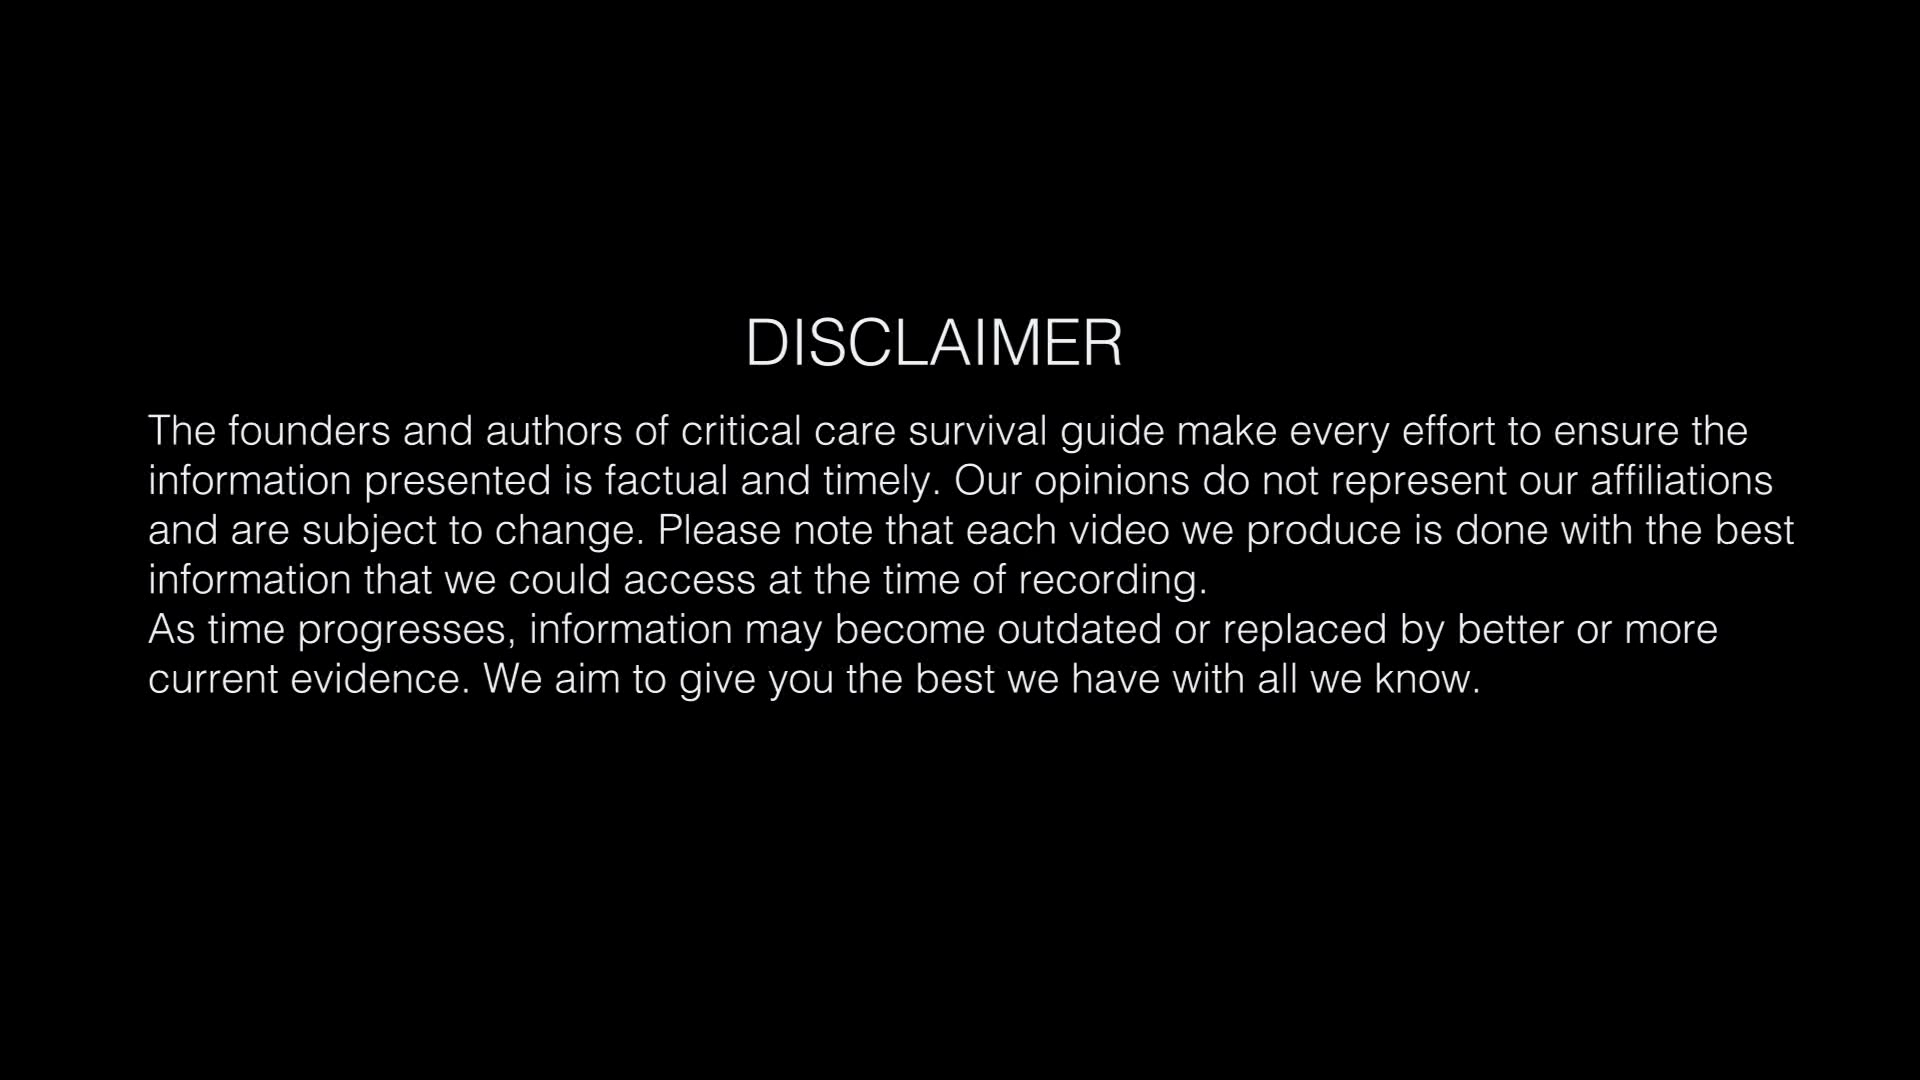 DISCLAIMER
The founders and authors of critical care survival guide make every effort to ensure the
information presented is factual and timely. Our opinions do not represent our affiliations
and are subject to change. Please note that each video we produce is done with the best
information that we could access at the time of recording.
As time progresses, information may become outdated or replaced by better or more
current evidence. We aim to give you the best we have with all we know.